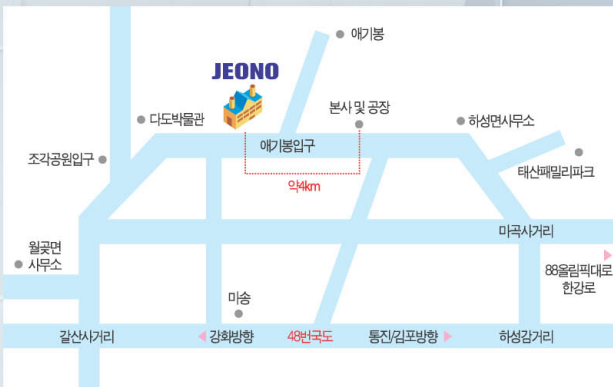 애기봉
JEONO
본사 및 공장
다도박물관
하성면사무소
애기봉입구
조각공원입구
태산패밀리파크
약4km
마곡사거리
월곶면
사무소
88올림픽대로
한강로
미송
갈산사거리
강화방향
48번국도
통진/김포방향
하성감거리